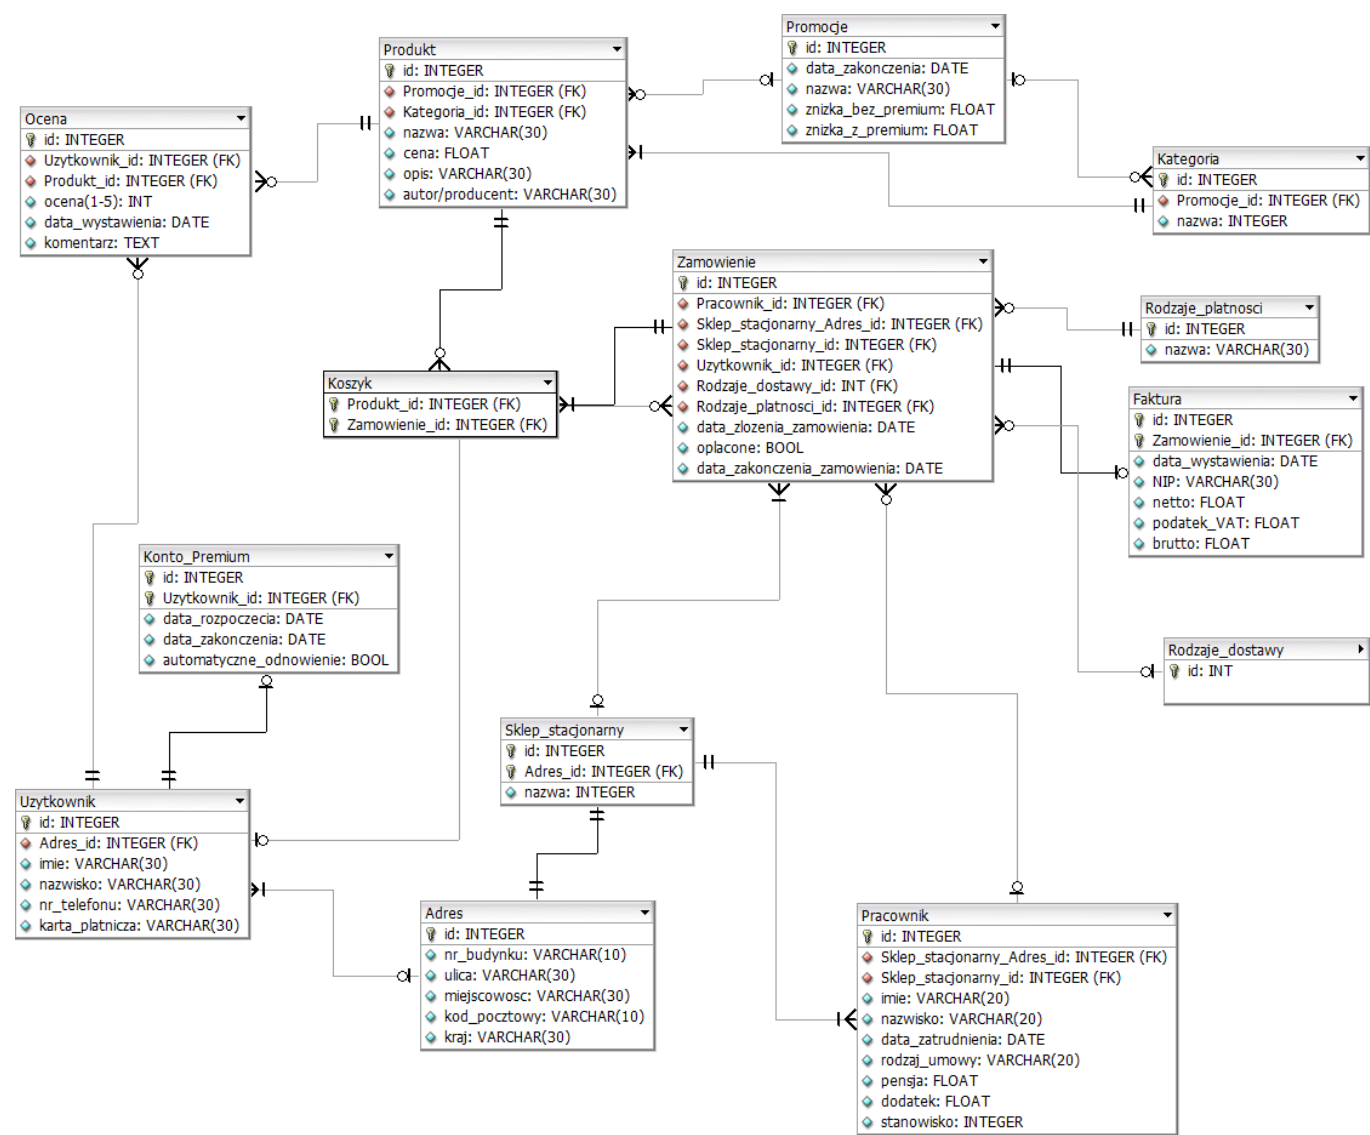 Promocje
id: INTEGER
data_zakonczenia: DATE
nazwa: VARCHAR(30)
znizka_bez_premium: FLOAT
znizka_z_premium: FLOAT
Produkt
id: INTEGER
Promocje_id: INTEGER (FK)
Kategoria_id: INTEGER (FK)
nazwa: VARCHAR(30)
cena: FLOAT
opis: VARCHAR(30)
autor/producent: VARCHAR(30)
Ocena
id: INTEGER
Uzytkownik_id: INTEGER (FK)
Produkt_id: INTEGER (FK)
ocena(1-5): INT
data_wystawienia: DATE
komentarz: TEXT
Kategoria
id: INTEGER
Promocje_id: INTEGER (FK)
nazwa: INTEGER
Zamowienie
id: INTEGER
Pracownik_id: INTEGER (FK)
Sklep_stacjonarny_Adres_id: INTEGER (FK)
Sklep_stacjonarny_id: INTEGER (FK)
Uzytkownik_id: INTEGER (FK)
Rodzaje_dostawy_id: INT (FK)
Rodzaje_platnosci_id: INTEGER (FK)
data_zlozenia_zamowienia: DATE
oplacone: BOOL
data_zakonczenia_zamowienia: DATE
Rodzaje_platnosci
id: INTEGER
nazwa: VARCHAR(30)
Koszyk
Produkt_id: INTEGER (FK)
Zamowienie_id: INTEGER (FK)
Faktura
id: INTEGER
Zamowienie_id: INTEGER (FK)
data_wystawienia: DATE
NIP: VARCHAR(30)
netto: FLOAT
podatek_VAT: FLOAT
brutto: FLOAT
Konto_Premium
id: INTEGER
Uzytkownik_id: INTEGER (FK)
data_rozpoczecia: DATE
data_zakonczenia: DATE
automatyczne_odnowienie: BOOL
Rodzaje_dostawy
id: INT
Sklep_stacjonarny
id: INTEGER
Adres_id: INTEGER (FK)
nazwa: INTEGER
Uzytkownik
id: INTEGER
Adres_id: INTEGER (FK)
imie: VARCHAR(30)
nazwisko: VARCHAR(30)
nr_telefonu: VARCHAR(30)
karta_platnicza: VARCHAR(30)
Adres
id: INTEGER
nr_budynku: VARCHAR(10)
ulica: VARCHAR(30)
miejscowosc: VARCHAR(30)
kod_pocztowy: VARCHAR(10)
kraj: VARCHAR(30)
Pracownik
id: INTEGER
Sklep_stacjonarny_Adres_id: INTEGER (FK)
Sklep_stacjonarny_id: INTEGER (FK)
imie: VARCHAR(20)
nazwisko: VARCHAR(20)
data_zatrudnienia: DATE
rodzaj_umowy: VARCHAR(20)
pensja: FLOAT
dodatek: FLOAT
stanowisko: INTEGER